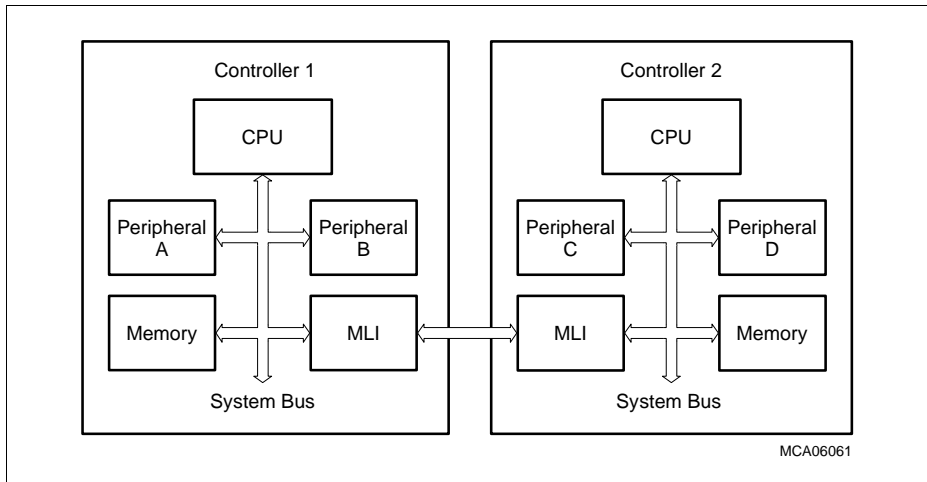 Controller 1
CPU
Peripheral
A
Peripheral
B
Memory
MLI
System Bus
Controller 2
CPU
Peripheral
C
Peripheral
D
MLI
Memory
System Bus
MCA06061